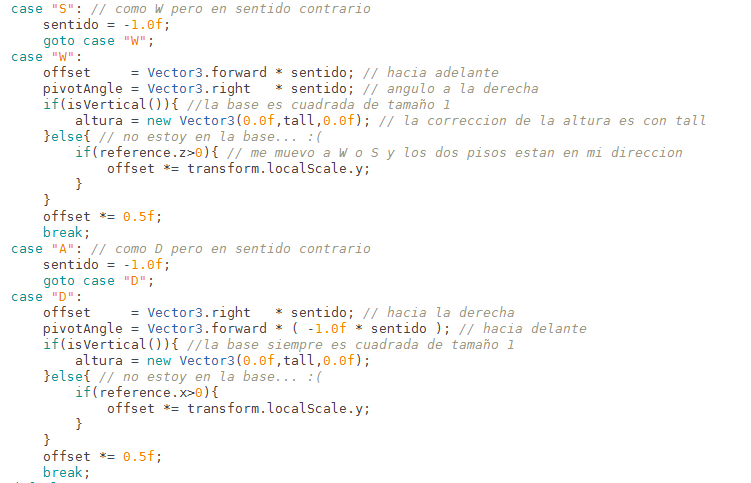 case "S": // como W pero en sentido contrario
    sentido = -1.0f;
    goto case "W";
case "W":
    offset     = Vector3.forward * sentido; // hacia adelante
    pivotAngle = Vector3.right   * sentido; // angulo a la derecha
    if(isVertical()){ //la base es cuadrada de tamaño 1
        altura = new Vector3(0.0f,tall,0.0f); // la correccion de la altura es con tall
    }else{ // no estoy en la base... :(
        if(reference.z>0){ // me muevo a W o S y los dos pisos estan en mi direccion
            offset *= transform.localScale.y;
        }
    }
    offset *= 0.5f;
    break;
case "A": // como D pero en sentido contrario
    sentido = -1.0f;
    goto case "D";
case "D":
    offset     = Vector3.right   * sentido; // hacia la derecha
    pivotAngle = Vector3.forward * ( -1.0f * sentido ); // hacia delante
    if(isVertical()){ //la base siempre es cuadrada de tamaño 1
        altura = new Vector3(0.0f,tall,0.0f);
    }else{ // no estoy en la base... :(
        if(reference.x>0){
            offset *= transform.localScale.y;
        }
    }
    offset *= 0.5f;
    break;